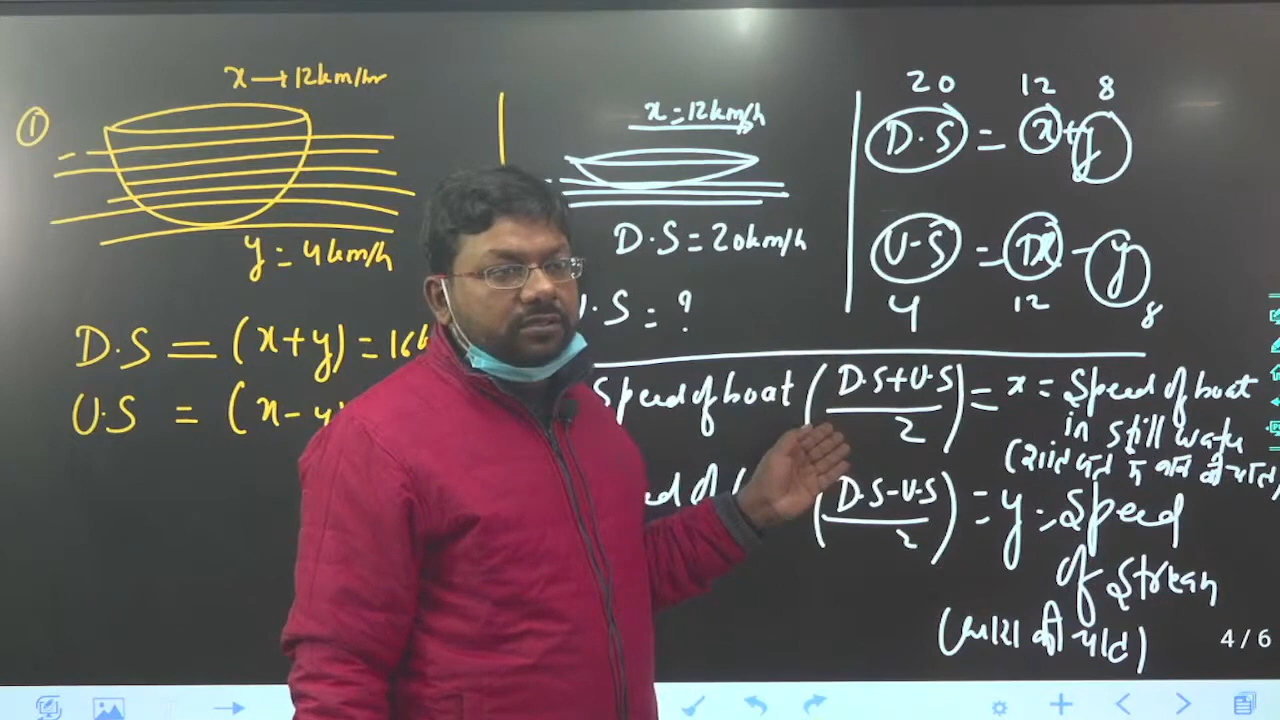 ①
x → 12km/hr
y = 4km/h
D.S = (x+y) = 16
U.S = (x-y
x = 12km/h
D.S = 20km/h
.S = ?
20 12 8
D.S = x+y
U.S = x - y
4 12 8
Speed of boat (D.S+U.S / 2) = x = Speed of boat
in still
(D.S-U.S / 2) = y = Speed
of Stream
(धारा की चाल)
4/6